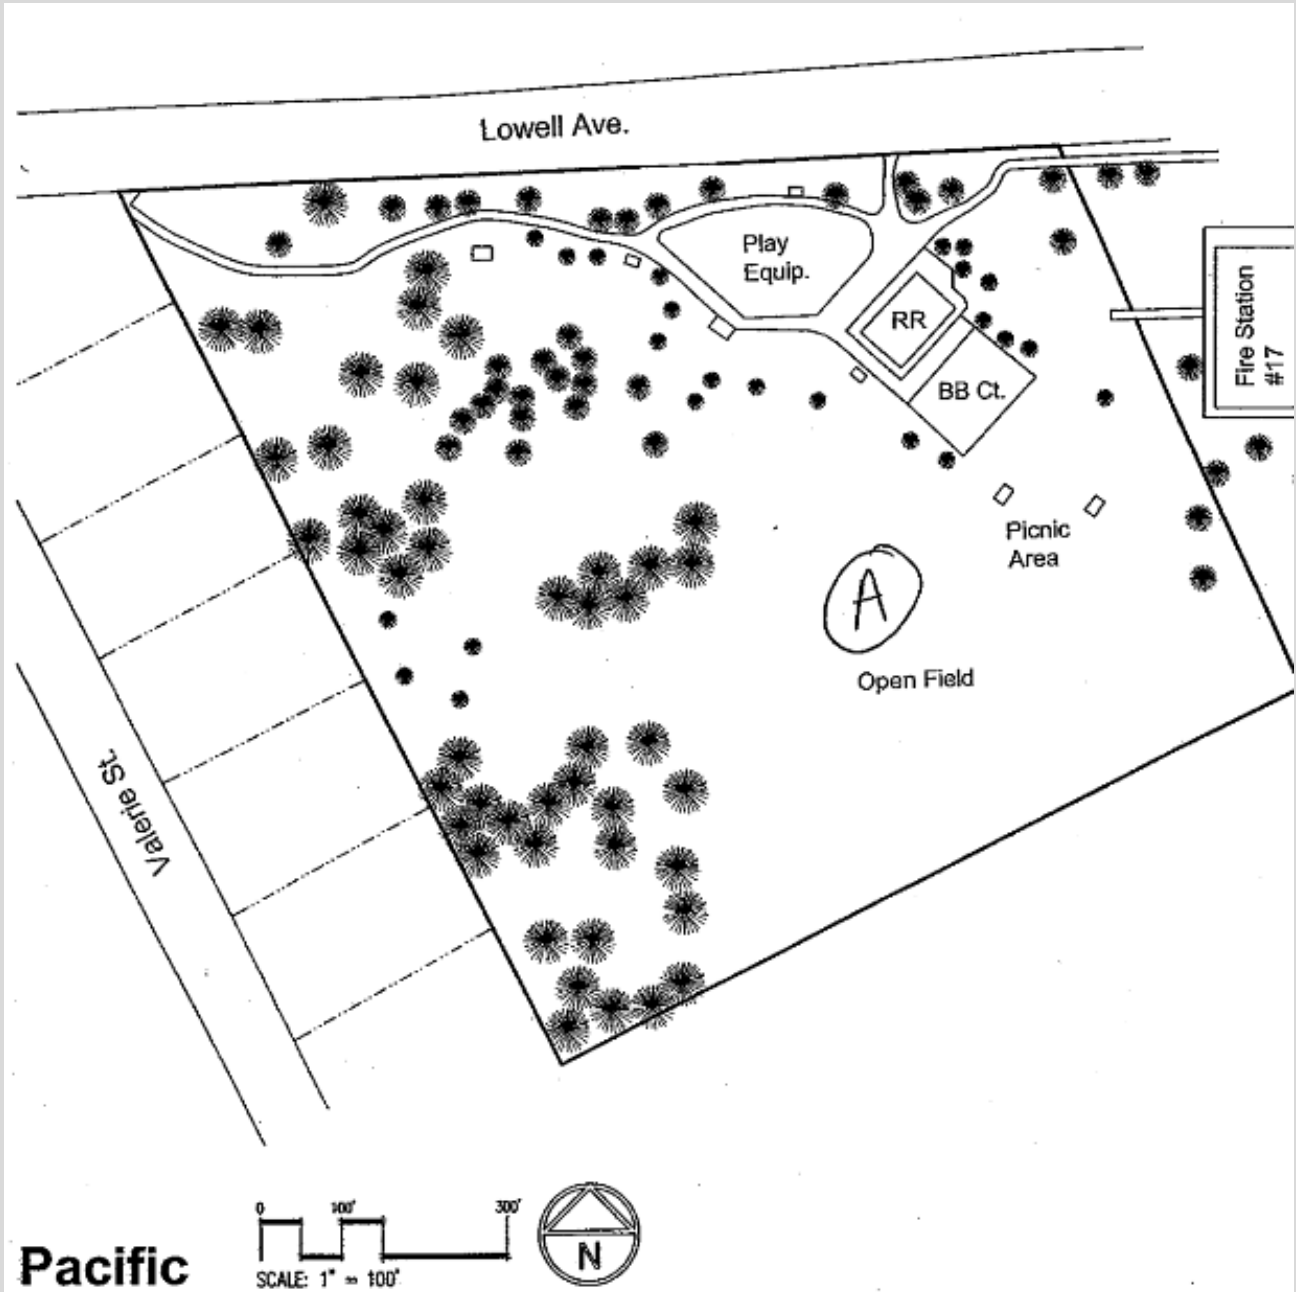 Lowell Ave.
Play
Equip.
RR
BB Ct.
Fire Station
#17
Picnic
Area
A
Open Field
Valerie St.
0 100' 300'
SCALE: 1" = 100'
N
Pacific